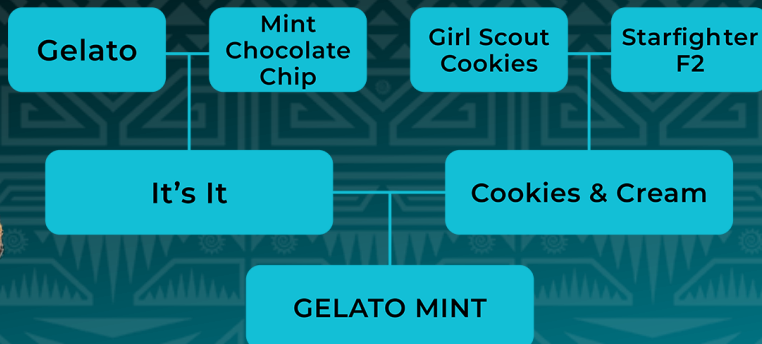 Gelato
Mint
Chocolate
Chip
Girl Scout
Cookies
Starfighter
F2
It’s It
Cookies & Cream
GELATO MINT